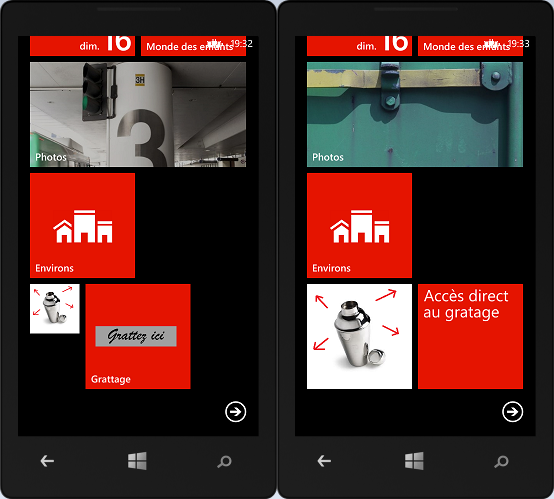 dim. 16
Monde des enfants
19:32
3H
3
Photos
Environs
Grattez ici
Grattage
dim. 16
Monde des enfants
19:33
Photos
Environs
Accès direct
au gratage